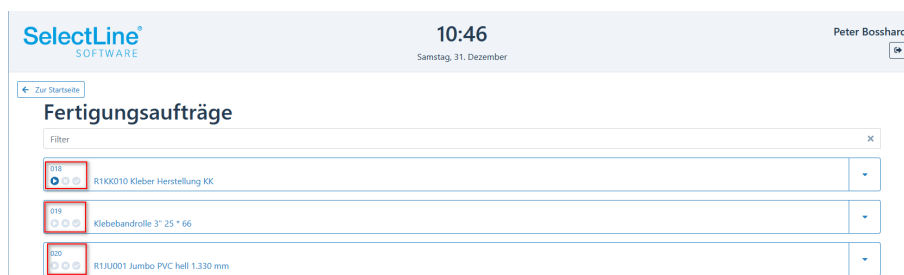 SelectLine®
SOFTWARE
10:46
Samstag, 31. Dezember
Peter Bosshard
← Zur Startseite
Fertigungsaufträge
Filter
018
R1KK010 Kleber Herstellung KK
019
Klebebandrolle 3" 25 * 66
020
R1JU001 Jumbo PVC hell 1.330 mm